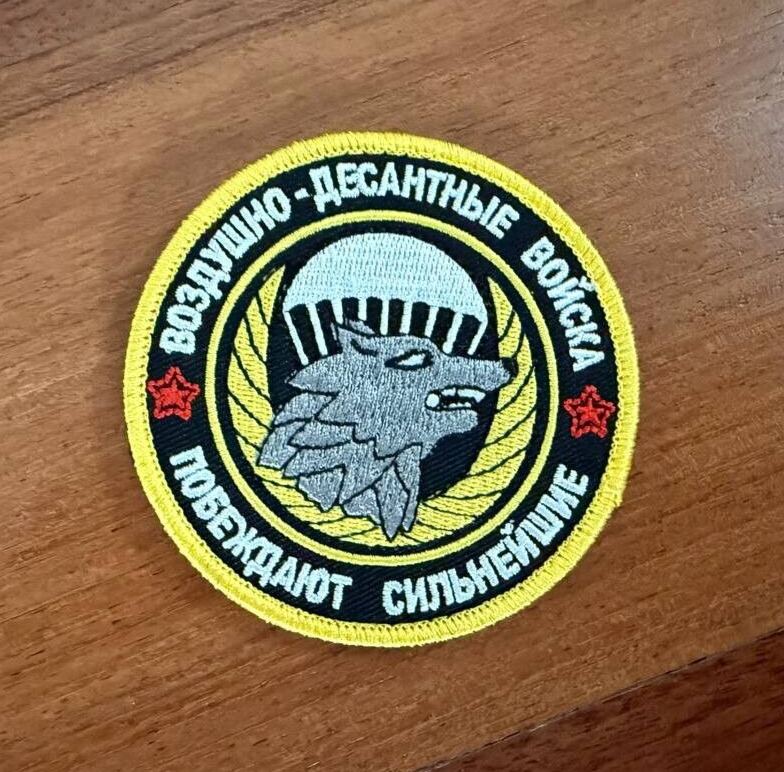 ВОЗДУШНО-ДЕСАНТНЫЕ ВОЙСКА
ПОБЕЖДАЮТ СИЛЬНЕЙШИЕ